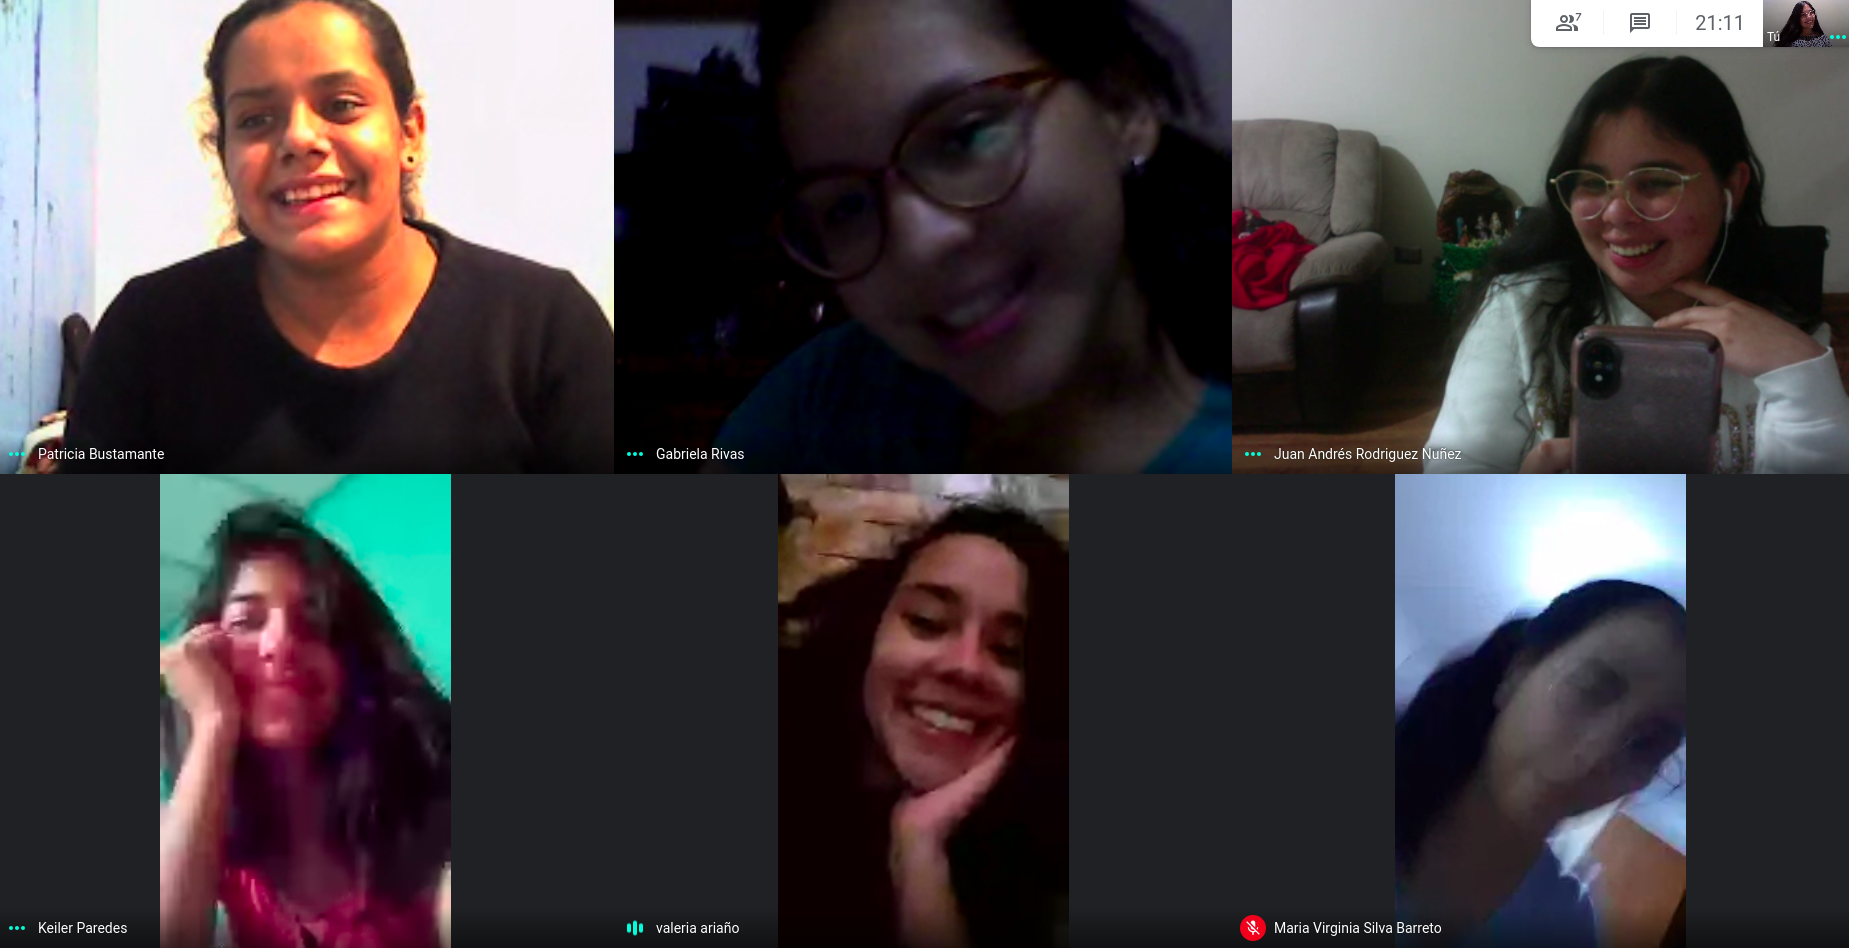 7
21:11
Tú
Patricia Bustamante
Gabriela Rivas
Juan Andrés Rodriguez Nuñez
Keiler Paredes
valeria ariaño
Maria Virginia Silva Barreto